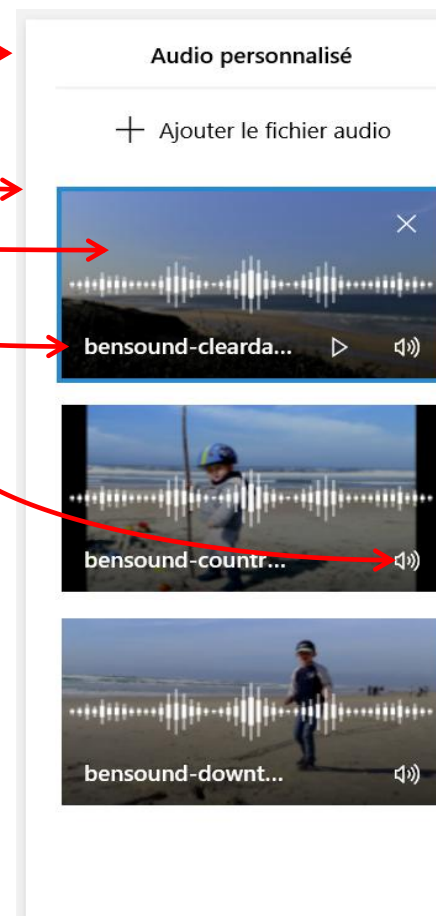 Audio personnalisé
Ajouter le fichier audio
bensound-clearda...
bensound-countr...
bensound-downt...